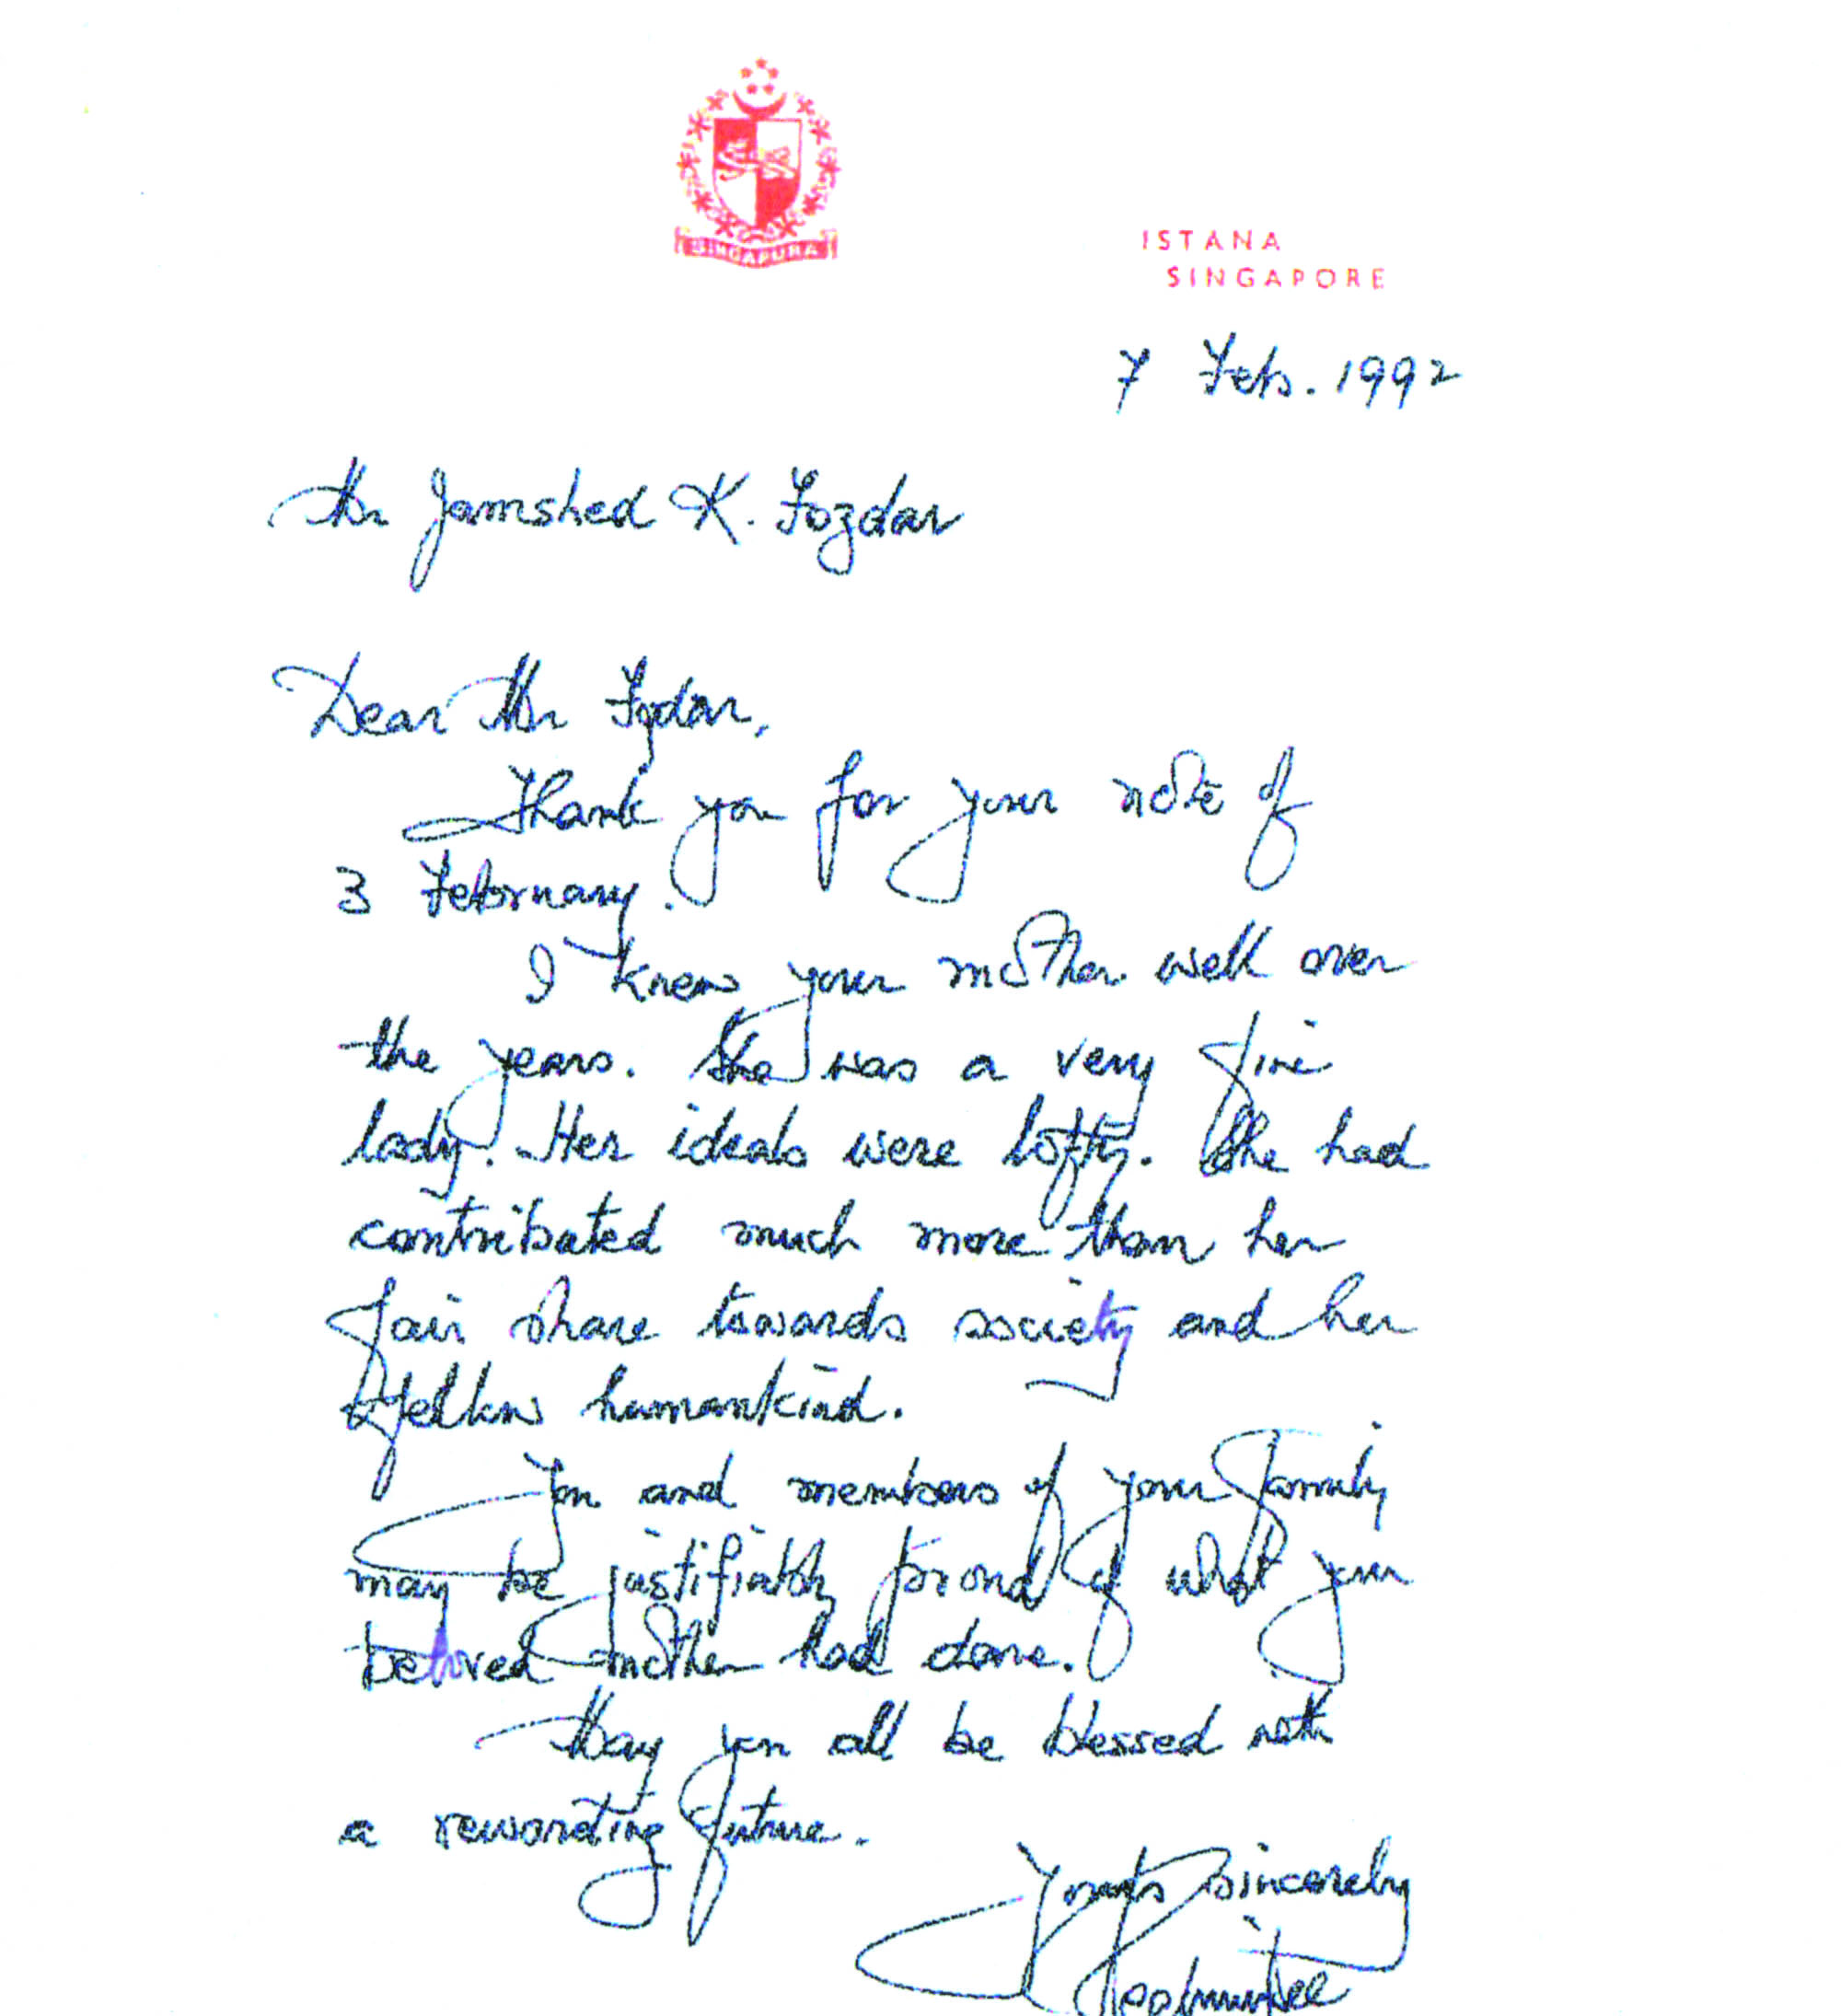 SINGAPURA
ISTANA
SINGAPORE
7 Feb. 1992
Mr Jamshed K. Fozdar
Dear Mr Fozdar,
Thank you for your note of
3 February.
I knew your mother well over
the years. She was a very fine
lady. Her ideals were lofty. She had
contributed much more than her
fair share towards society and her
fellow humankind.
You and members of your family
may be justifiably proud of what your
beloved mother had done.
May you all be blessed with
a rewarding future.
Yours sincerely